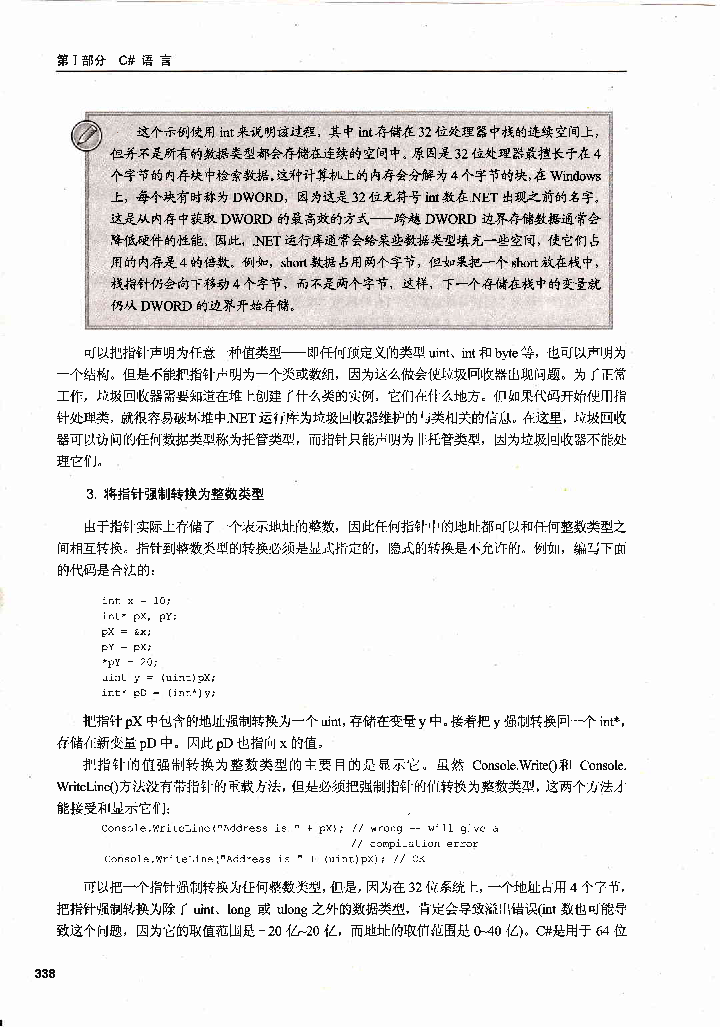 第 I 部分 C# 语 言
这个示例使用 int 来说明该过程，其中 int 存储在 32 位处理器中栈的连续空间上，
但并不是所有的数据类型都会存储在连续的空间中。原因是 32 位处理器最擅长于在 4
个字节的内存块中检索数据。这种计算机上的内存会分解为 4 个字节的块，在 Windows
上，每个块有时称为 DWORD，因为这是 32 位无符号 int 数在.NET 出现之前的名字。
这是从内存中获取 DWORD 的最高效的方式——跨越 DWORD 边界存储数据通常会
降低硬件的性能。因此，.NET 运行库通常会给某些数据类型填充一些空间，使它们占
用的内存是 4 的倍数。例如，short 数据占用两个字节，但如果把一个 short 放在栈中，
栈指针仍会向下移动 4 个字节，而不是两个字节，这样，下一个存储在栈中的变量就
仍从 DWORD 的边界开始存储。
可以把指针声明为任意一种值类型——即任何预定义的类型 uint、int 和 byte 等，也可以声明为
一个结构。但是不能把指针声明为一个类或数组，因为这么做会使垃圾回收器出现问题。为了正常
工作，垃圾回收器需要知道在堆上创建了什么类的实例，它们在什么地方。但如果代码开始使用指
针处理类，就很容易破坏堆中.NET 运行库为垃圾回收器维护的与类相关的信息。在这里，垃圾回收
器可以访问的任何数据类型称为托管类型，而指针只能声明为非托管类型，因为垃圾回收器不能处
理它们。
3. 将指针强制转换为整数类型
由于指针实际上存储了一个表示地址的整数，因此任何指针中的地址都可以和任何整数类型之
间相互转换。指针到整数类型的转换必须是显式指定的，隐式的转换是不允许的。例如，编写下面
的代码是合法的：
int x = 10;
int* pX, pY;
pX = &x;
pY = pX;
*pY = 20;
uint y = (uint)pX;
int* pD = (int*)y;
把指针 pX 中包含的地址强制转换为一个 uint，存储在变量 y 中。接着把 y 强制转换回一个 int*，
存储在新变量 pD 中。因此 pD 也指向 x 的值。
把指针的值强制转换为整数类型的主要目的是显示它。虽然 Console.Write()和 Console.
WriteLine()方法没有带指针的重载方法，但是必须把强制指针的值转换为整数类型，这两个方法才
能接受和显示它们：
Console.WriteLine("Address is " + pX); // wrong -- will give a
// compilation error
Console.WriteLine("Address is " + (uint)pX); // OK
可以把一个指针强制转换为任何整数类型，但是，因为在 32 位系统上，一个地址占用 4 个字节，
把指针强制转换为除了 uint、long 或 ulong 之外的数据类型，肯定会导致溢出错误(int 数也可能导
致这个问题，因为它的取值范围是－20 亿~20 亿，而地址的取值范围是 0~40 亿)。C#是用于 64 位
338